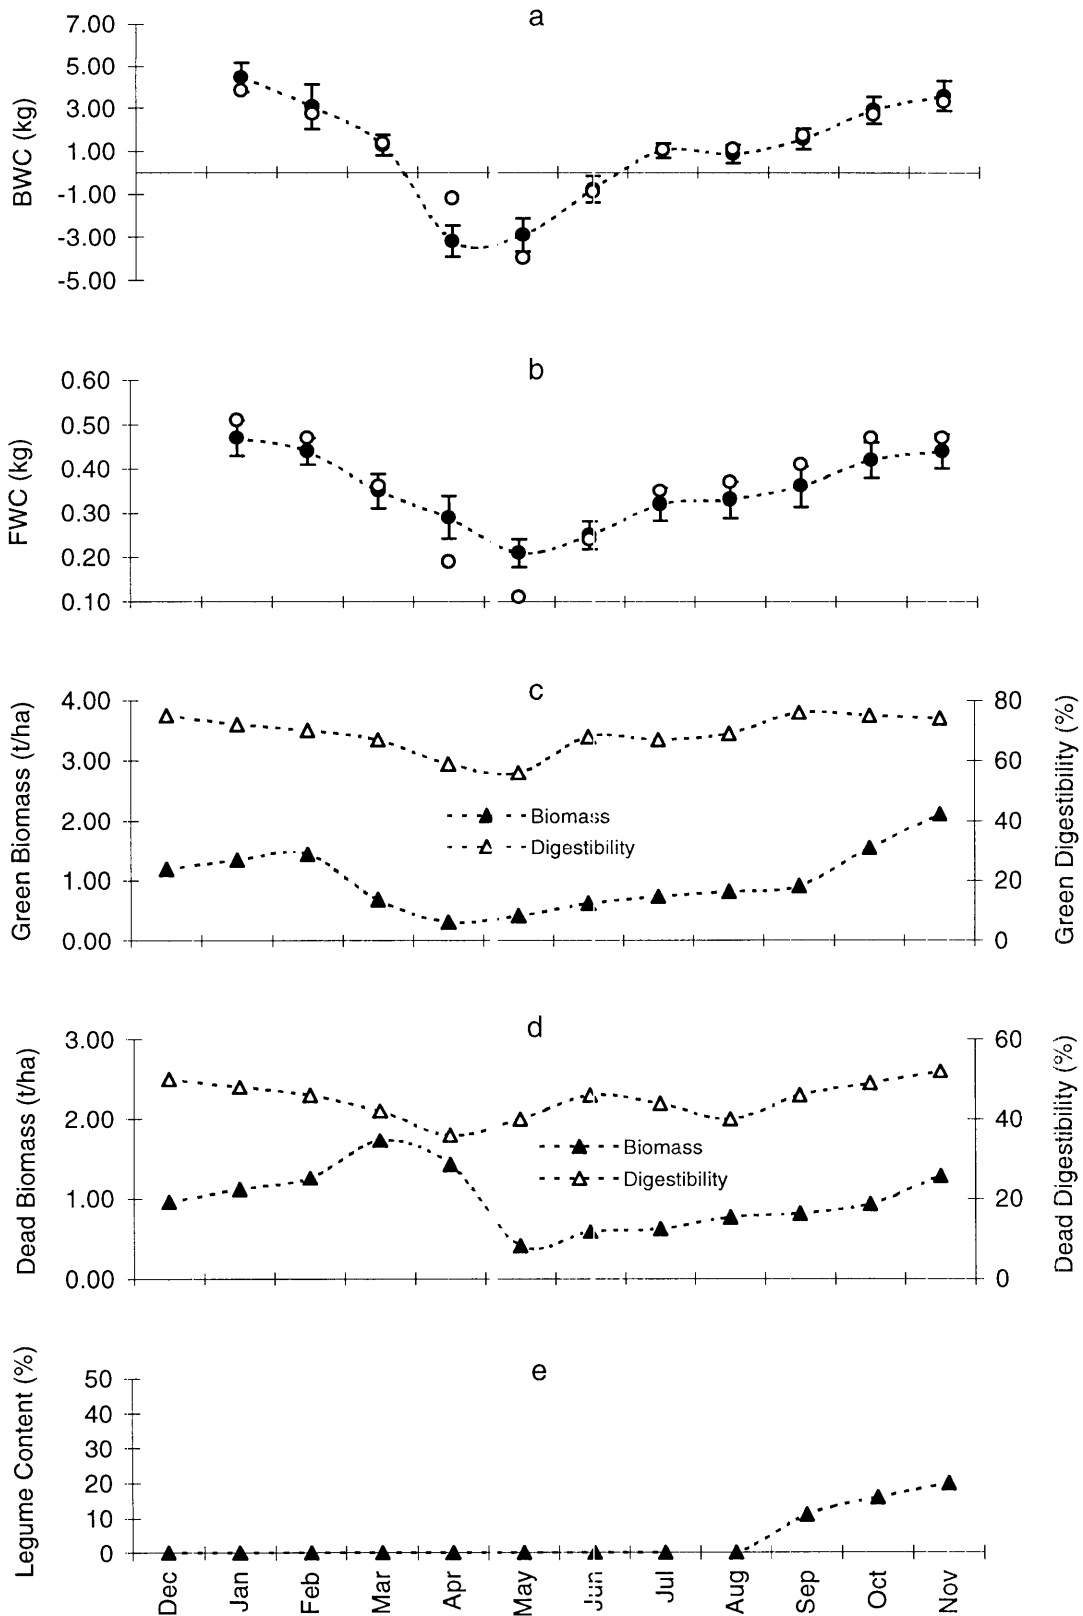 a
7.00
5.00
3.00
1.00
-1.00
-3.00
-5.00
BWC (kg)
b
0.60
0.50
0.40
0.30
0.20
0.10
FWC (kg)
c
4.00
3.00
2.00
1.00
0.00
Green Biomass (t/ha)
Biomass
Digestibility
80
60
40
20
0
Green Digestibility (%)
d
3.00
2.00
1.00
0.00
Dead Biomass (t/ha)
Biomass
Digestibility
60
40
20
0
Dead Digestibility (%)
e
50
40
30
20
10
0
Legume Content (%)
Dec
Jan
Feb
Mar
Apr
May
Jun
Jul
Aug
Sep
Oct
Nov